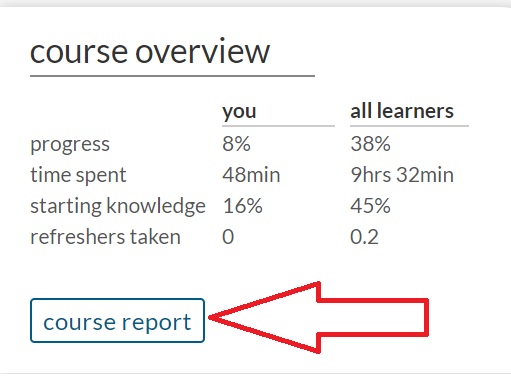 course overview
you all learners
progress 8% 38%
time spent 48min 9hrs 32min
starting knowledge 16% 45%
refreshers taken 0 0.2
course report